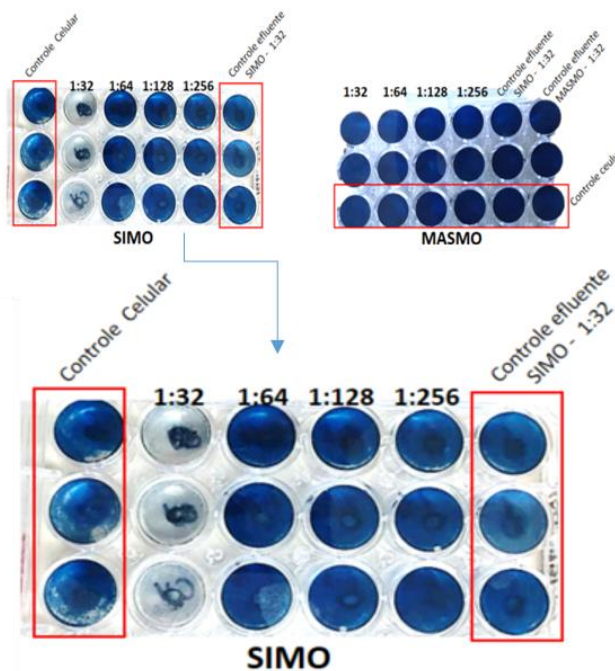 Controle Celular
1:32
1:64
1:128
1:256
Controle efluente
SIMO - 1:32
SIMO
1:32
1:64
1:128
1:256
Controle efluente
SIMO - 1:32
Controle efluente
MASMO - 1:32
Controle celular
MASMO
Controle Celular
1:32
1:64
1:128
1:256
Controle efluente
SIMO - 1:32
SIMO